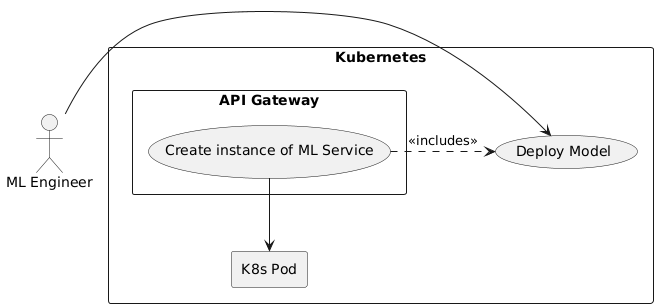 Kubernetes
API Gateway
Create instance of ML Service
«includes»
Deploy Model
ML Engineer
K8s Pod